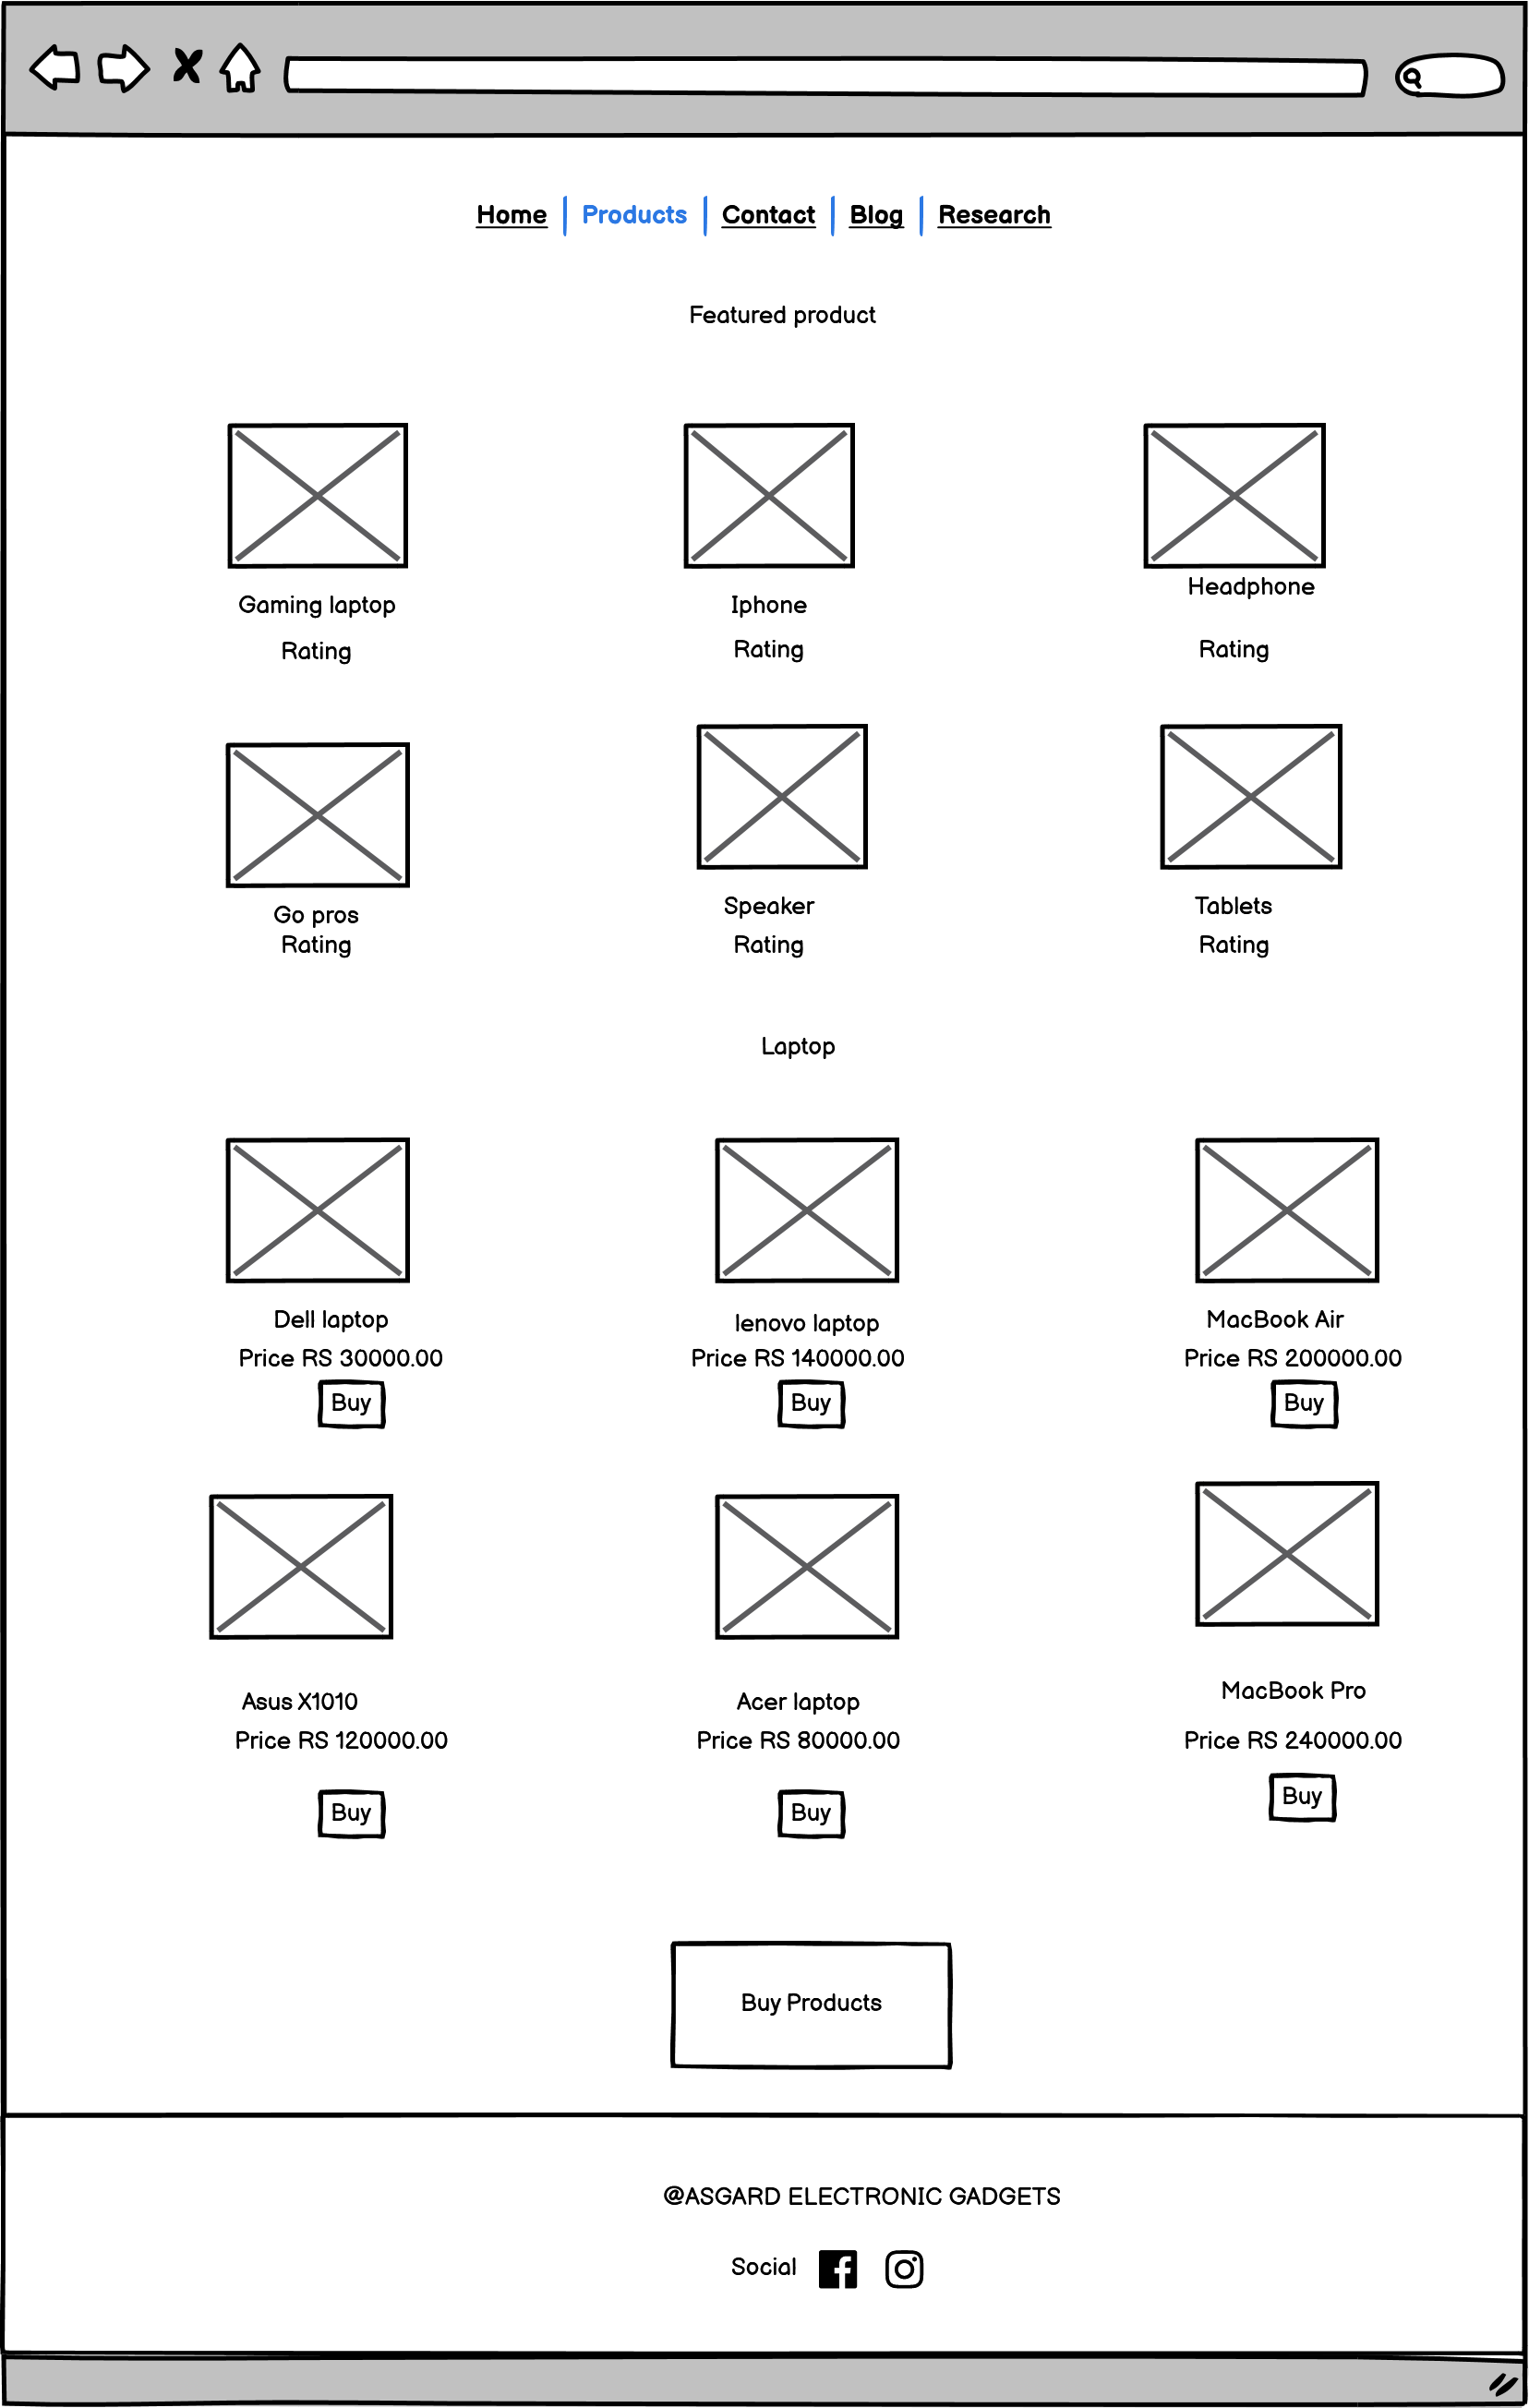 Home Products Contact Blog Research
Featured product
Gaming laptop Iphone Headphone
Rating Rating Rating
Go pros Speaker Tablets
Rating Rating Rating
Laptop
Dell laptop lenovo laptop MacBook Air
Price RS 30000.00 Price RS 140000.00 Price RS 200000.00
Buy Buy Buy
Asus X1010 Acer laptop MacBook Pro
Price RS 120000.00 Price RS 80000.00 Price RS 240000.00
Buy Buy Buy
Buy Products
@ASGARD ELECTRONIC GADGETS
Social